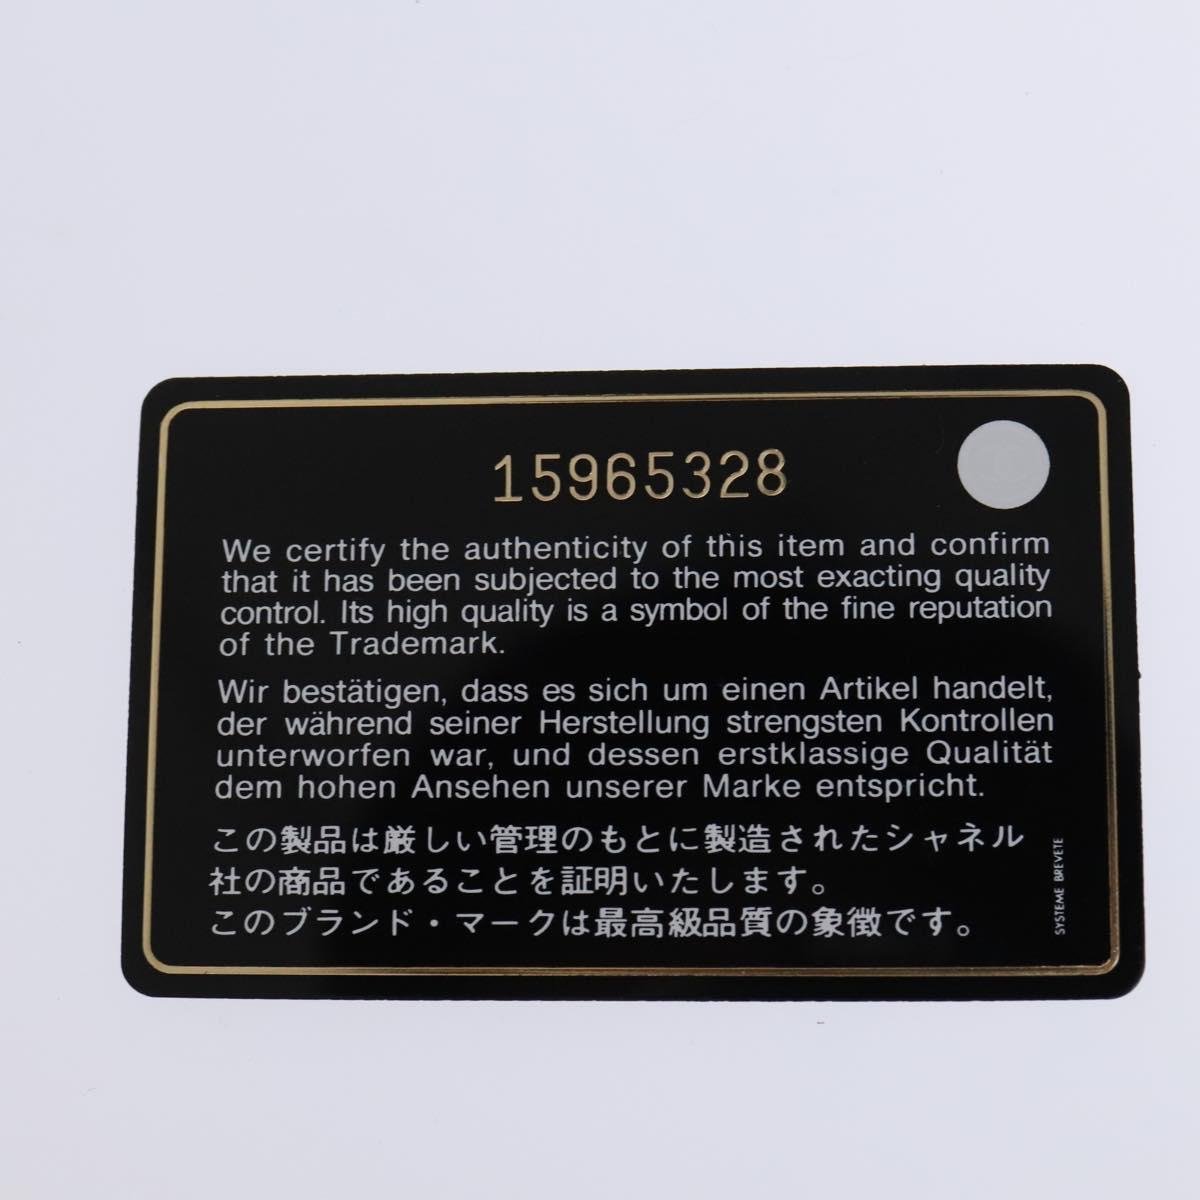 15965328
We certify the authenticity of this item and confirm
that it has been subjected to the most exacting quality
control. Its high quality is a symbol of the fine reputation
of the Trademark.
Wir bestätigen, dass es sich um einen Artikel handelt,
der während seiner Herstellung strengsten Kontrollen
unterworfen war, und dessen erstklassige Qualität
dem hohen Ansehen unserer Marke entspricht.
この製品は厳しい管理のもとに製造されたシャネル
社の商品であることを証明いたします。
このブランド・マークは最高級品質の象徴です。
SYSTEME BREVETE